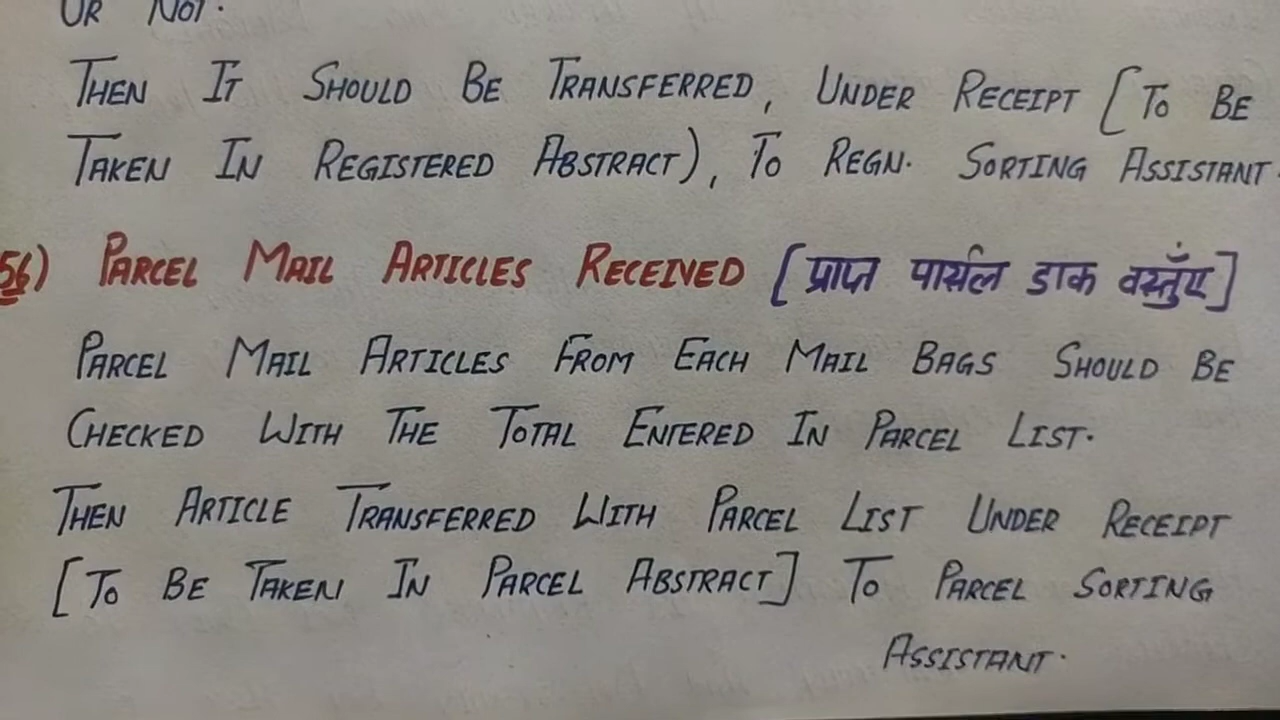 OR NOT.
THEN IT SHOULD BE TRANSFERRED, UNDER RECEIPT [TO BE
TAKEN IN REGISTERED ABSTRACT), TO REGN. SORTING ASSISTANT.
56) PARCEL MAIL ARTICLES RECEIVED [प्राप्त पार्सल डाक वस्तुएँ]
PARCEL MAIL ARTICLES FROM EACH MAIL BAGS SHOULD BE
CHECKED WITH THE TOTAL ENTERED IN PARCEL LIST.
THEN ARTICLE TRANSFERRED WITH PARCEL LIST UNDER RECEIPT
[TO BE TAKEN IN PARCEL ABSTRACT] TO PARCEL SORTING
ASSISTANT.